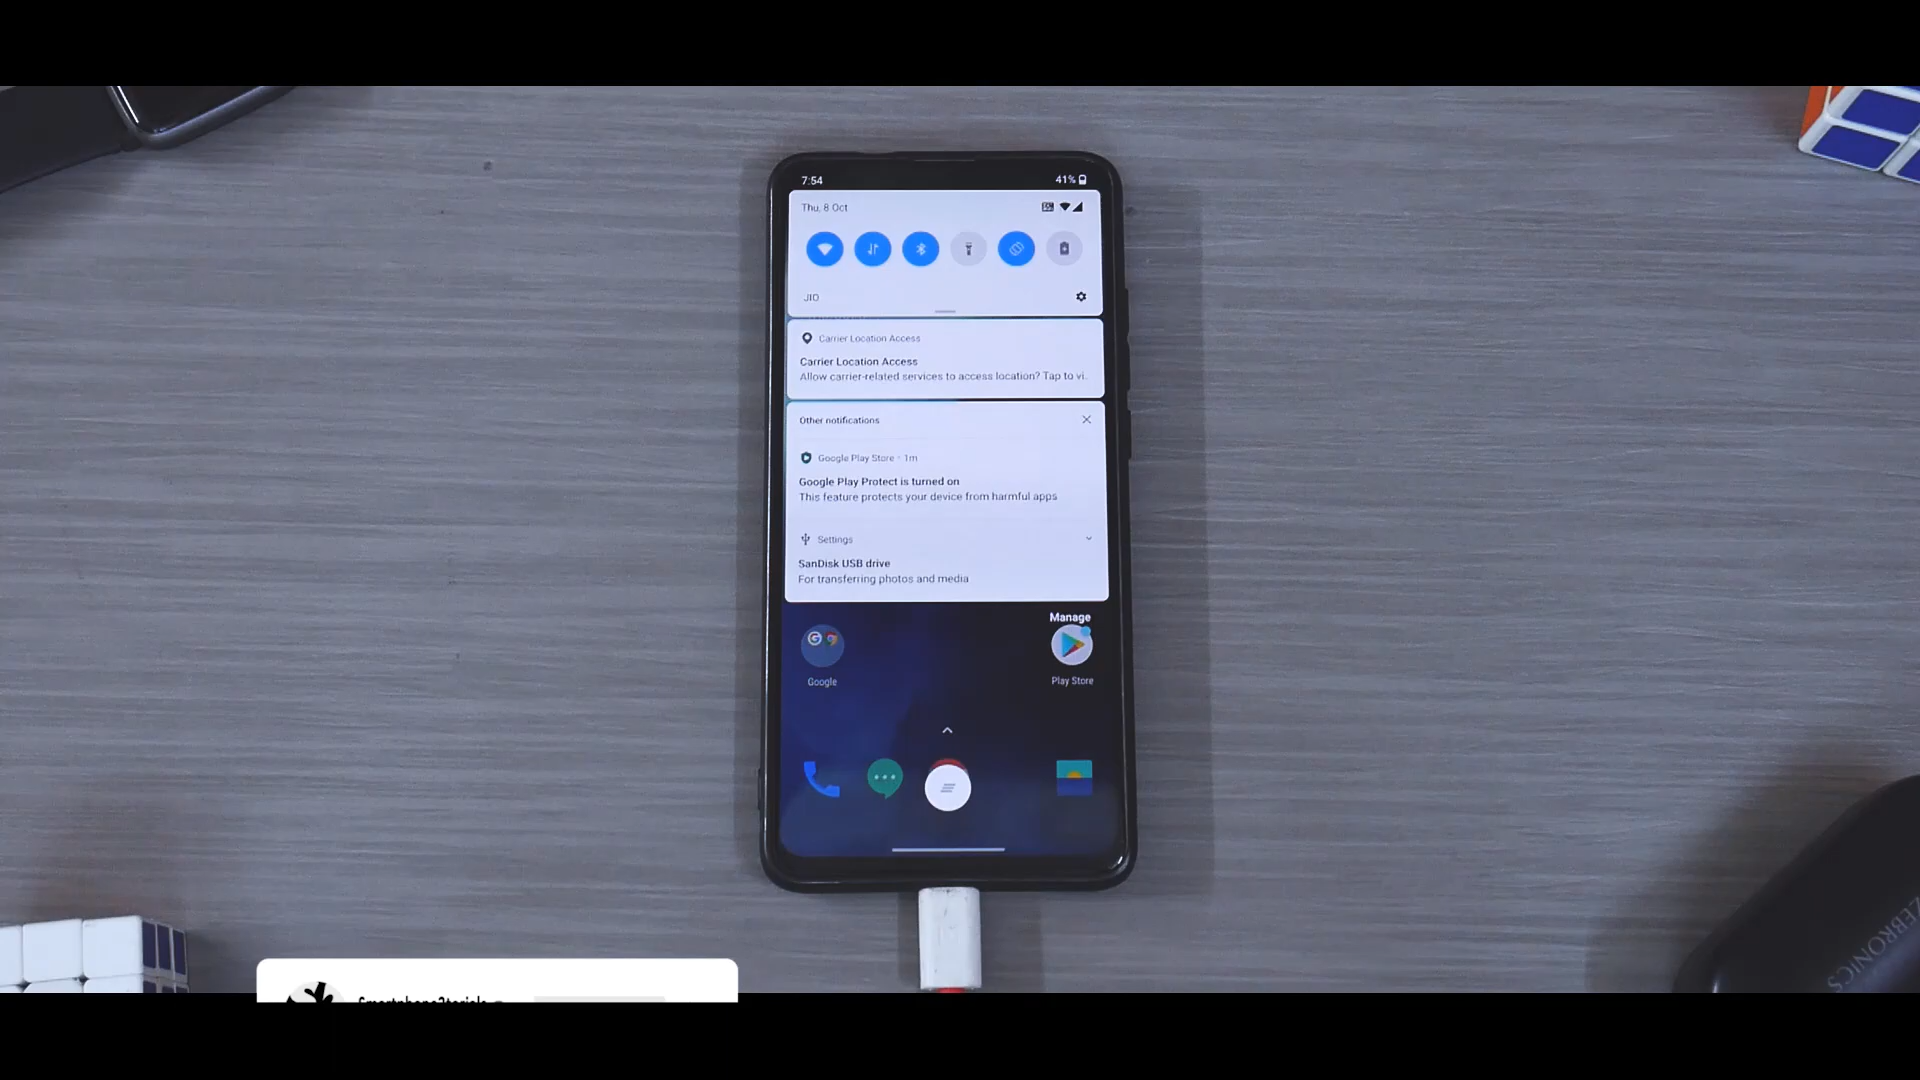 7:54
41%
Thu, 8 Oct
JIO
Carrier Location Access
Carrier Location Access
Allow carrier-related services to access location? Tap to vi..
Other notifications
Google Play Store · 1m
Google Play Protect is turned on
This feature protects your device from harmful apps
Settings
SanDisk USB drive
For transferring photos and media
Manage
Google
Play Store
ZEBRONICS